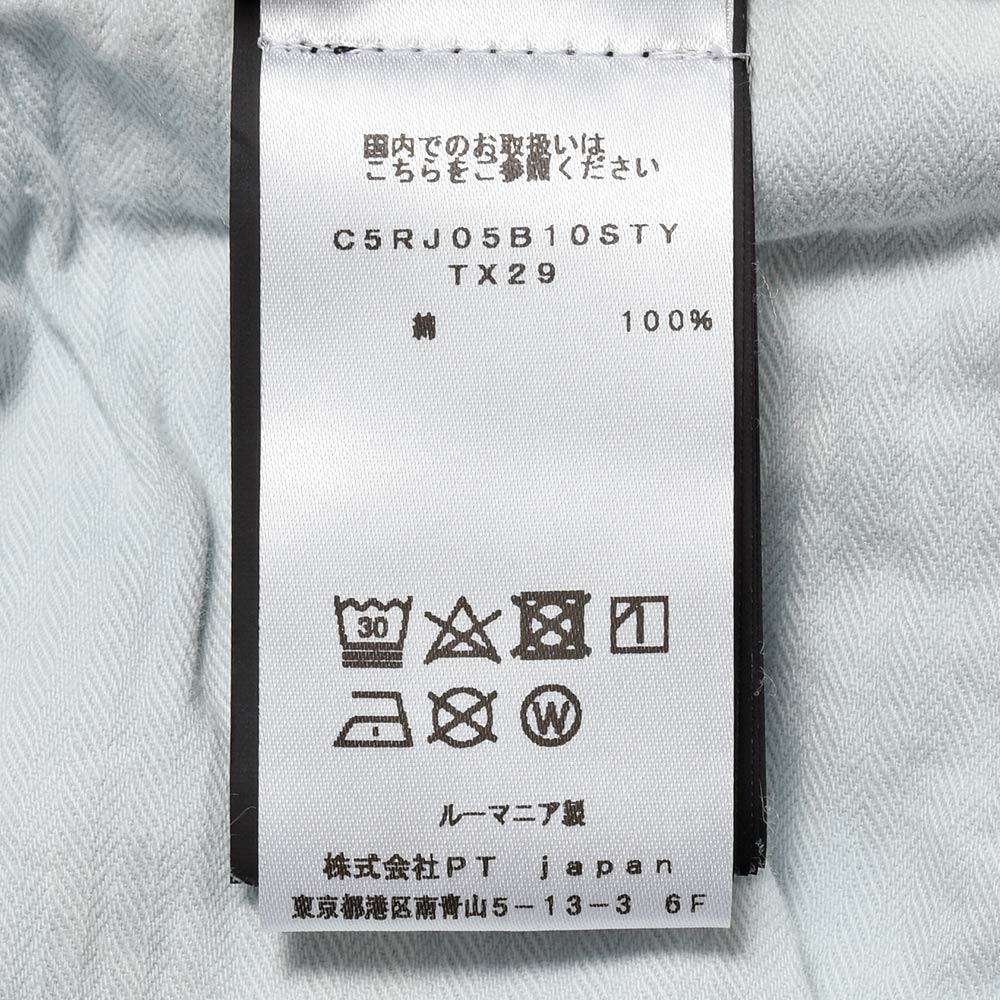 国内でのお取扱いは
こちらをご参照ください
C5RJ05B10STY
TX29
綿 100%
30
W
ルーマニア製
株式会社PT japan
東京都港区南青山5-13-3 6F